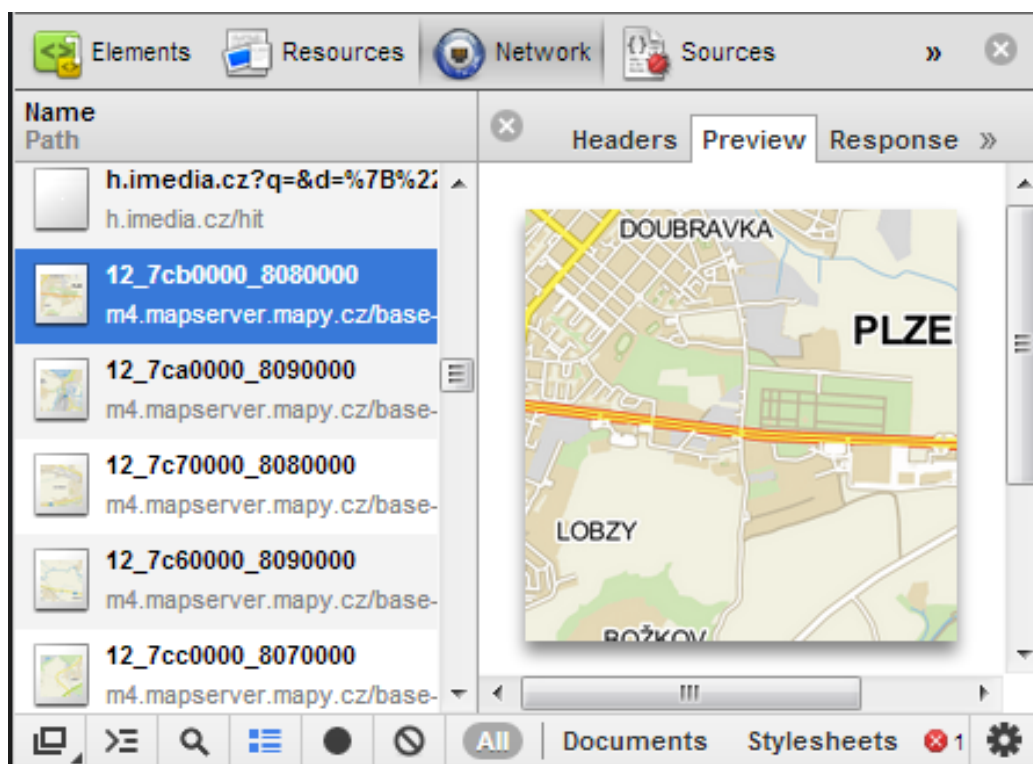 Elements Resources Network Sources »
Name
Path
Headers Preview Response »
h.imedia.cz?q=&d=%7B%22
h.imedia.cz/hit
12_7cb0000_8080000
m4.mapserver.mapy.cz/base-
12_7ca0000_8090000
m4.mapserver.mapy.cz/base-
12_7c70000_8080000
m4.mapserver.mapy.cz/base-
12_7c60000_8090000
m4.mapserver.mapy.cz/base-
12_7cc0000_8070000
m4.mapserver.mapy.cz/base-
DOUBRAVKA
PLZE
LOBZY
BOŽKOV
All Documents Stylesheets 1